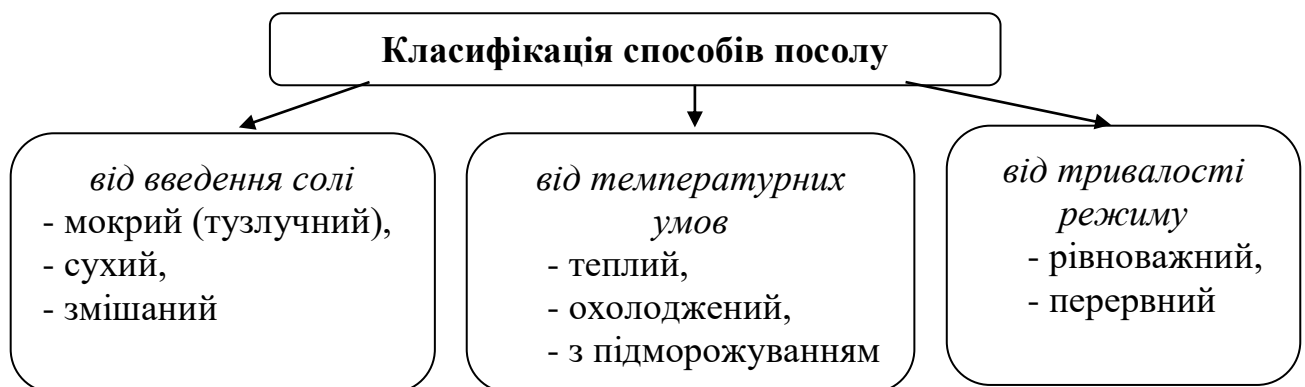 Класифікація способів посолу
від введення солі
- мокрий (тузлучний),
- сухий,
- змішаний
від температурних
умов
- теплий,
- охолоджений,
- з підморожуванням
від тривалості
режиму
- рівноважний,
- перервний